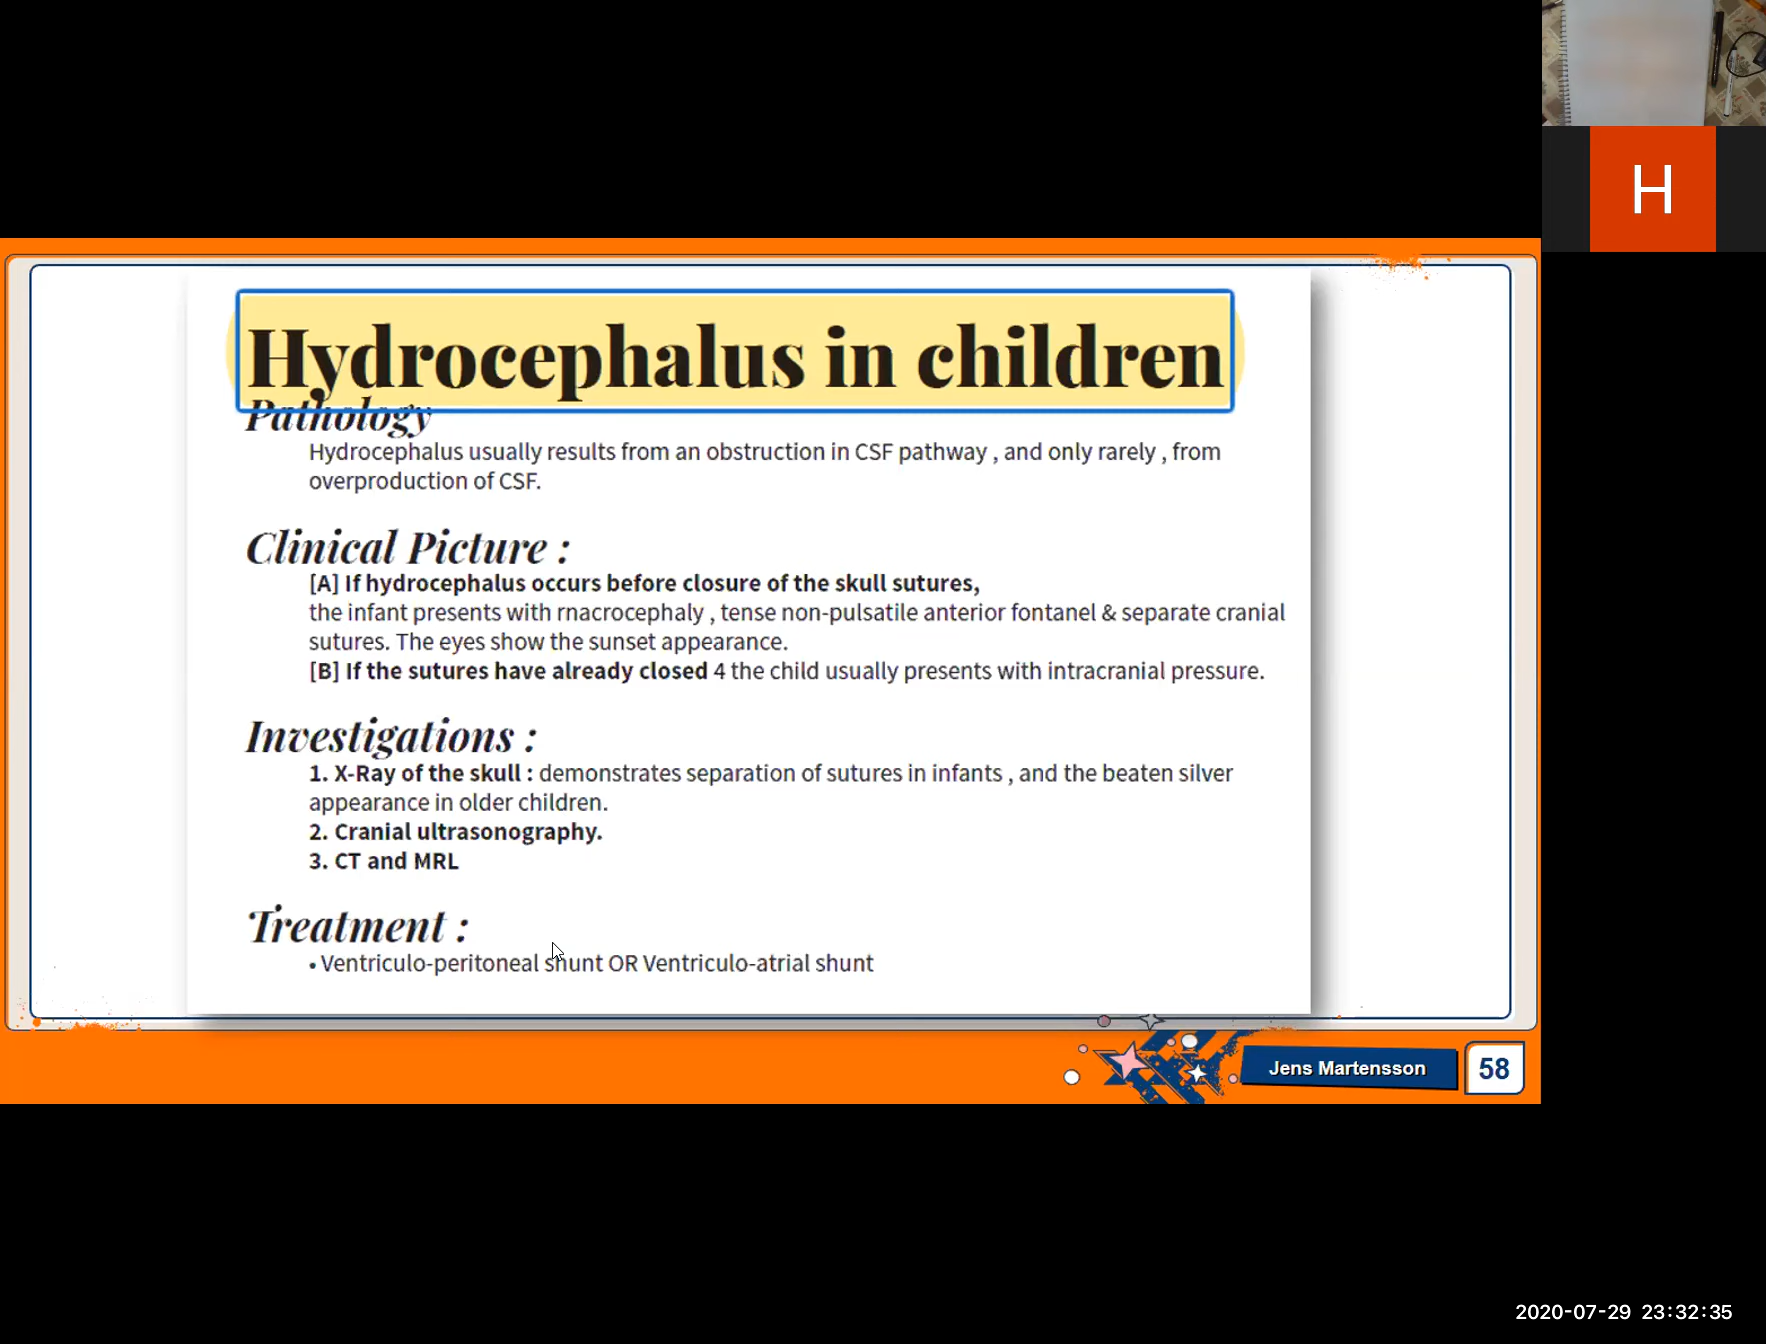 H
Hydrocephalus in children
Pathology
Hydrocephalus usually results from an obstruction in CSF pathway , and only rarely , from
overproduction of CSF.
Clinical Picture :
[A] If hydrocephalus occurs before closure of the skull sutures,
the infant presents with rnacrocephaly , tense non-pulsatile anterior fontanel & separate cranial
sutures. The eyes show the sunset appearance.
[B] If the sutures have already closed 4 the child usually presents with intracranial pressure.
Investigations :
1. X-Ray of the skull : demonstrates separation of sutures in infants , and the beaten silver
appearance in older children.
2. Cranial ultrasonography.
3. CT and MRL
Treatment :
• Ventriculo-peritoneal shunt OR Ventriculo-atrial shunt
Jens Martensson
58
2020-07-29 23:32:35